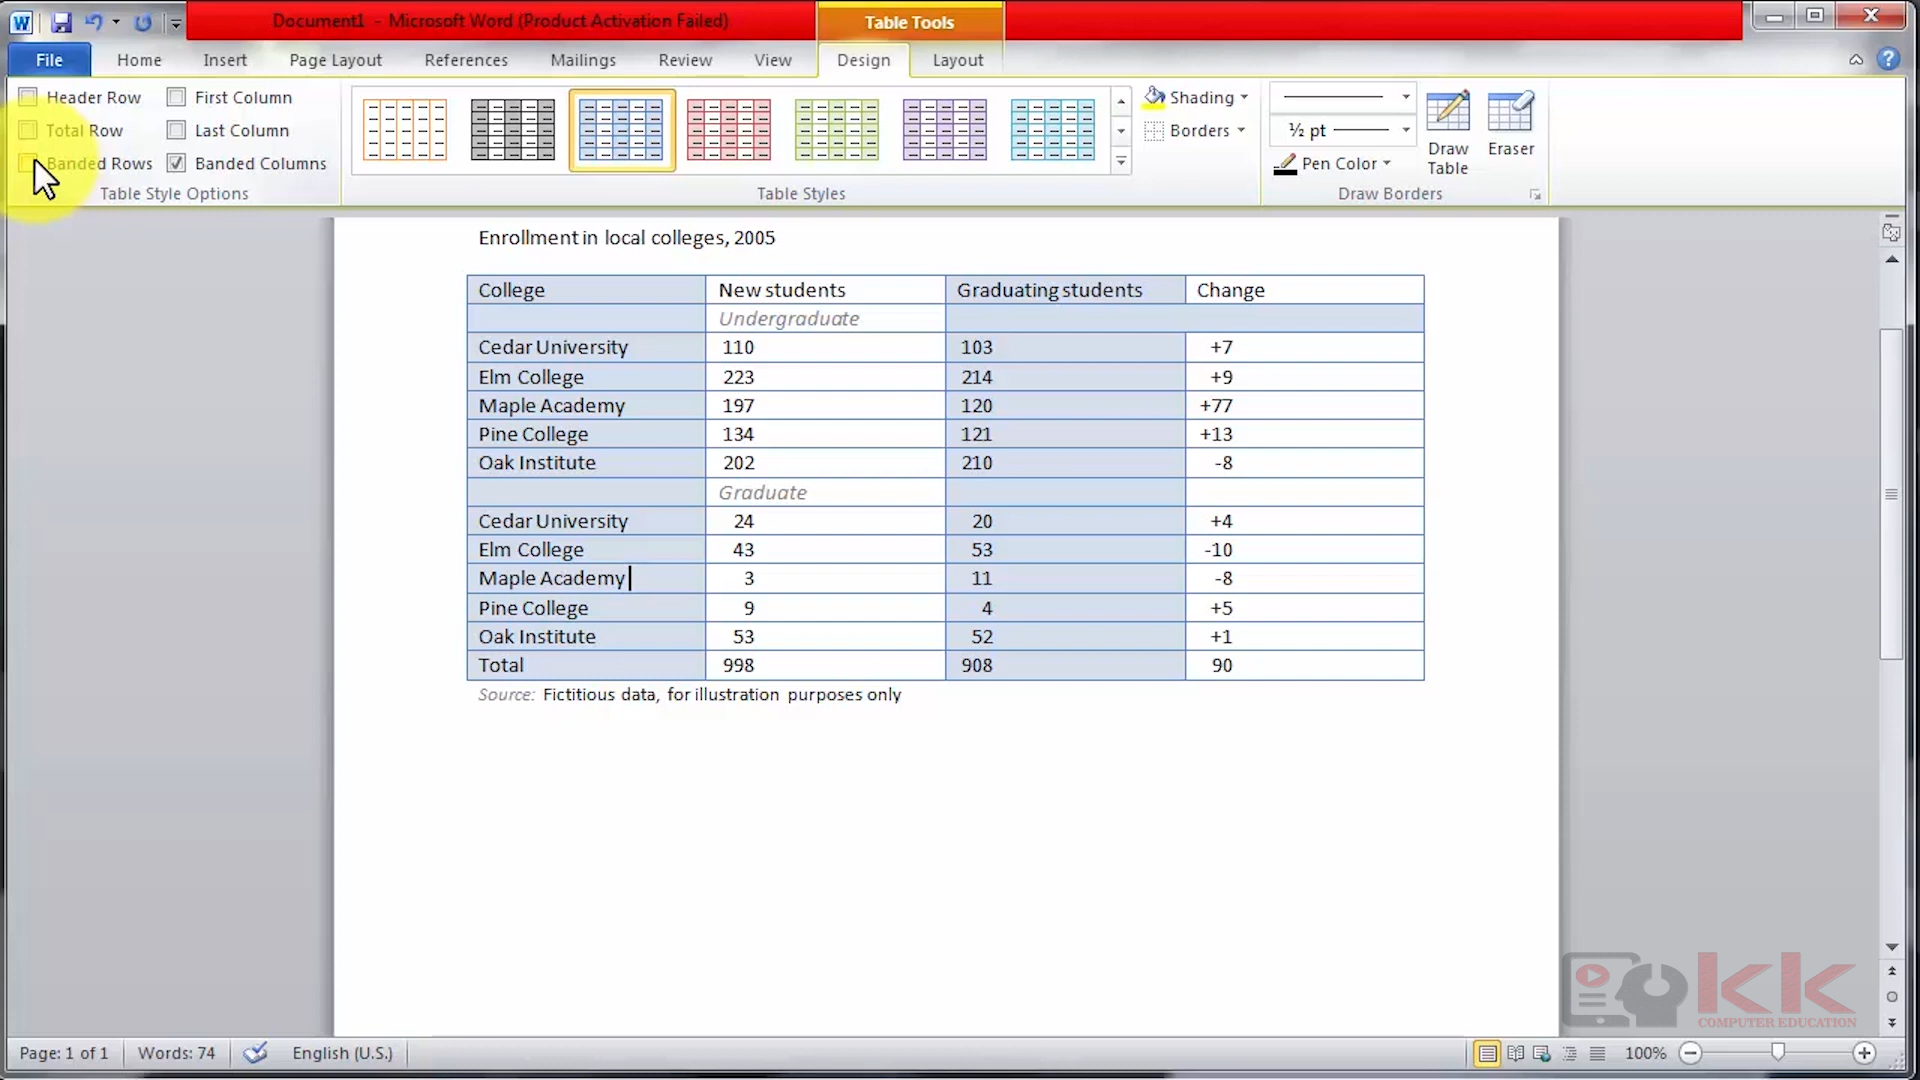 Document1 - Microsoft Word (Product Activation Failed)
Table Tools
File Home Insert Page Layout References Mailings Review View Design Layout
Header Row First Column
Total Row Last Column
Banded Rows Banded Columns
Table Style Options
Table Styles
Shading
Borders
½ pt
Pen Color
Draw Table
Eraser
Draw Borders
Enrollment in local colleges, 2005
College New students Graduating students Change
Undergraduate
Cedar University 110 103 +7
Elm College 223 214 +9
Maple Academy 197 120 +77
Pine College 134 121 +13
Oak Institute 202 210 -8
Graduate
Cedar University 24 20 +4
Elm College 43 53 -10
Maple Academy 3 11 -8
Pine College 9 4 +5
Oak Institute 53 52 +1
Total 998 908 90
Source: Fictitious data, for illustration purposes only
kk
COMPUTER EDUCATION
Page: 1 of 1 Words: 74 English (U.S.) 100%